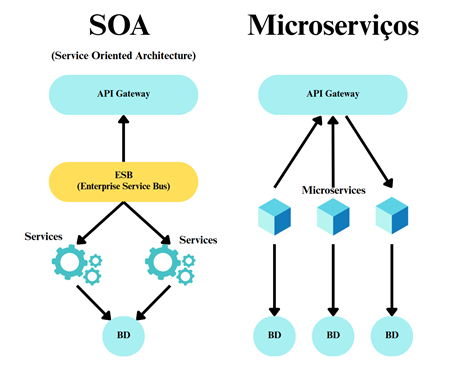 SOA
(Service Oriented Architecture)
API Gateway
ESB
(Enterprise Service Bus)
Services
Services
BD
Microserviços
API Gateway
Microservices
BD
BD
BD